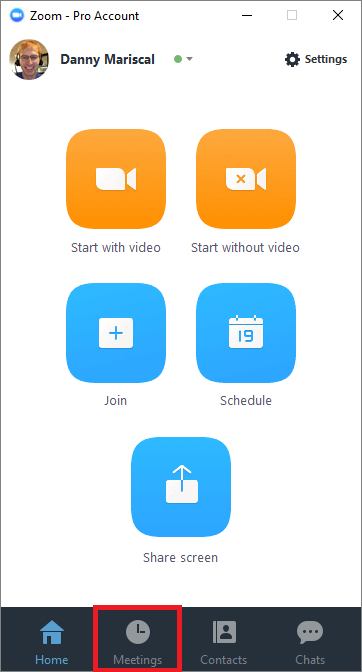 Zoom - Pro Account
Danny Mariscal
Settings
Start with video
Start without video
19
Join
Schedule
Share screen
Home
Meetings
Contacts
Chats